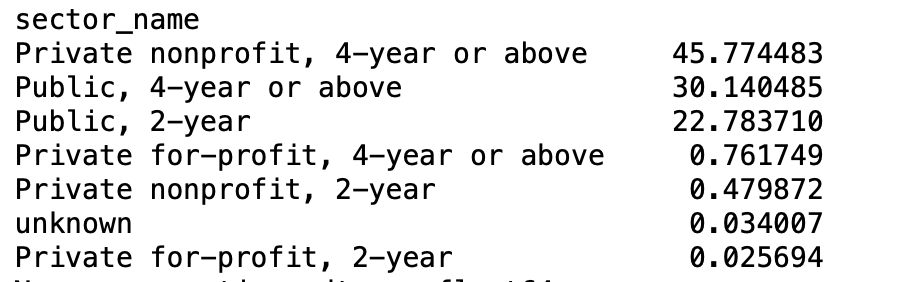 sector_name
Private nonprofit, 4-year or above 45.774483
Public, 4-year or above 30.140485
Public, 2-year 22.783710
Private for-profit, 4-year or above 0.761749
Private nonprofit, 2-year 0.479872
unknown 0.034007
Private for-profit, 2-year 0.025694